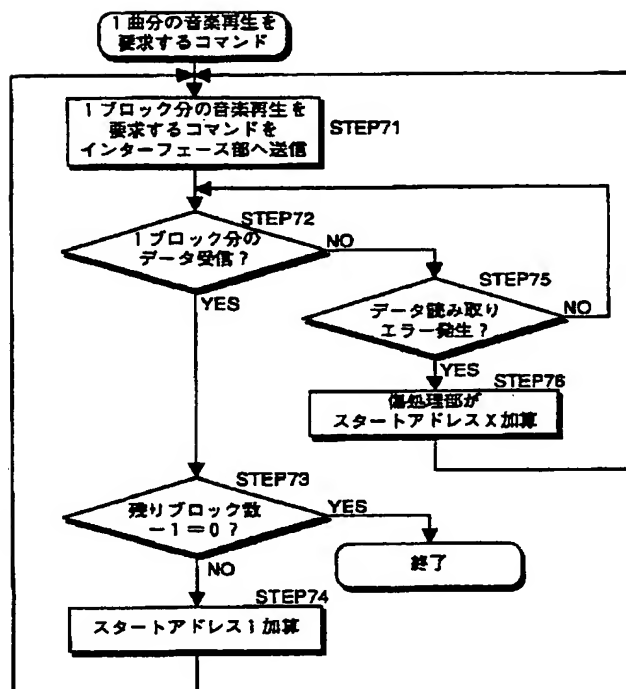 1曲分の音楽再生を
要求するコマンド
1ブロック分の音楽再生を
要求するコマンドを
インターフェース部へ送信
STEP71
STEP72
1ブロック分の
データ受信?
NO
YES
STEP75
データ読み取り
エラー発生?
NO
YES
STEP76
傷処理部が
スタートアドレスX加算
STEP73
残りブロック数
-1=0?
YES
NO
終了
STEP74
スタートアドレス1加算